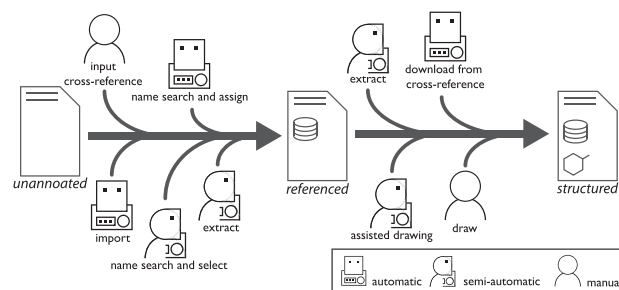 input
cross-reference
name search and assign
extract
download from
cross-reference
unannoated
referenced
structured
import
name search and select
extract
assisted drawing
draw
automatic
semi-automatic
manua